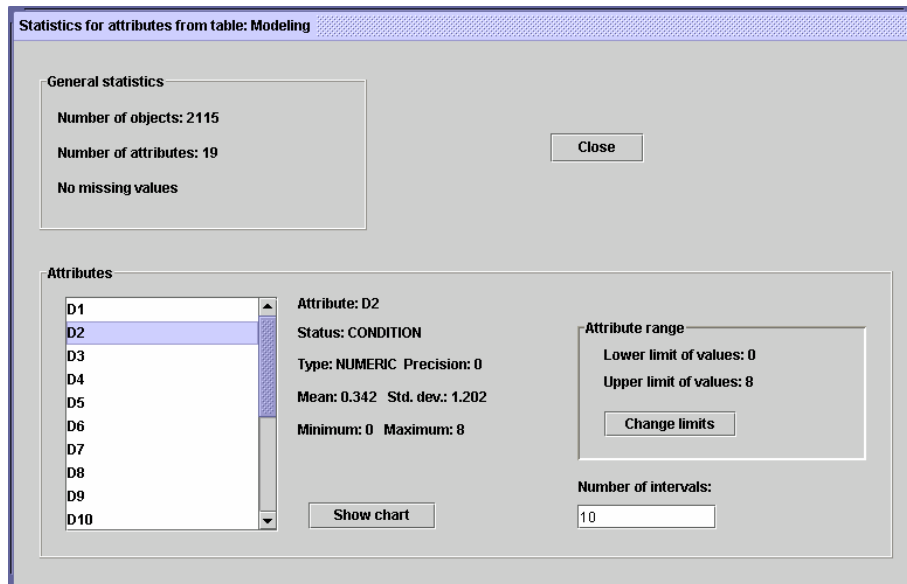 Statistics for attributes from table: Modeling
General statistics
Number of objects: 2115
Number of attributes: 19
No missing values
Close
Attributes
D1
D2
D3
D4
D5
D6
D7
D8
D9
D10
Attribute: D2
Status: CONDITION
Type: NUMERIC Precision: 0
Mean: 0.342 Std. dev.: 1.202
Minimum: 0 Maximum: 8
Show chart
Attribute range
Lower limit of values: 0
Upper limit of values: 8
Change limits
Number of intervals:
10